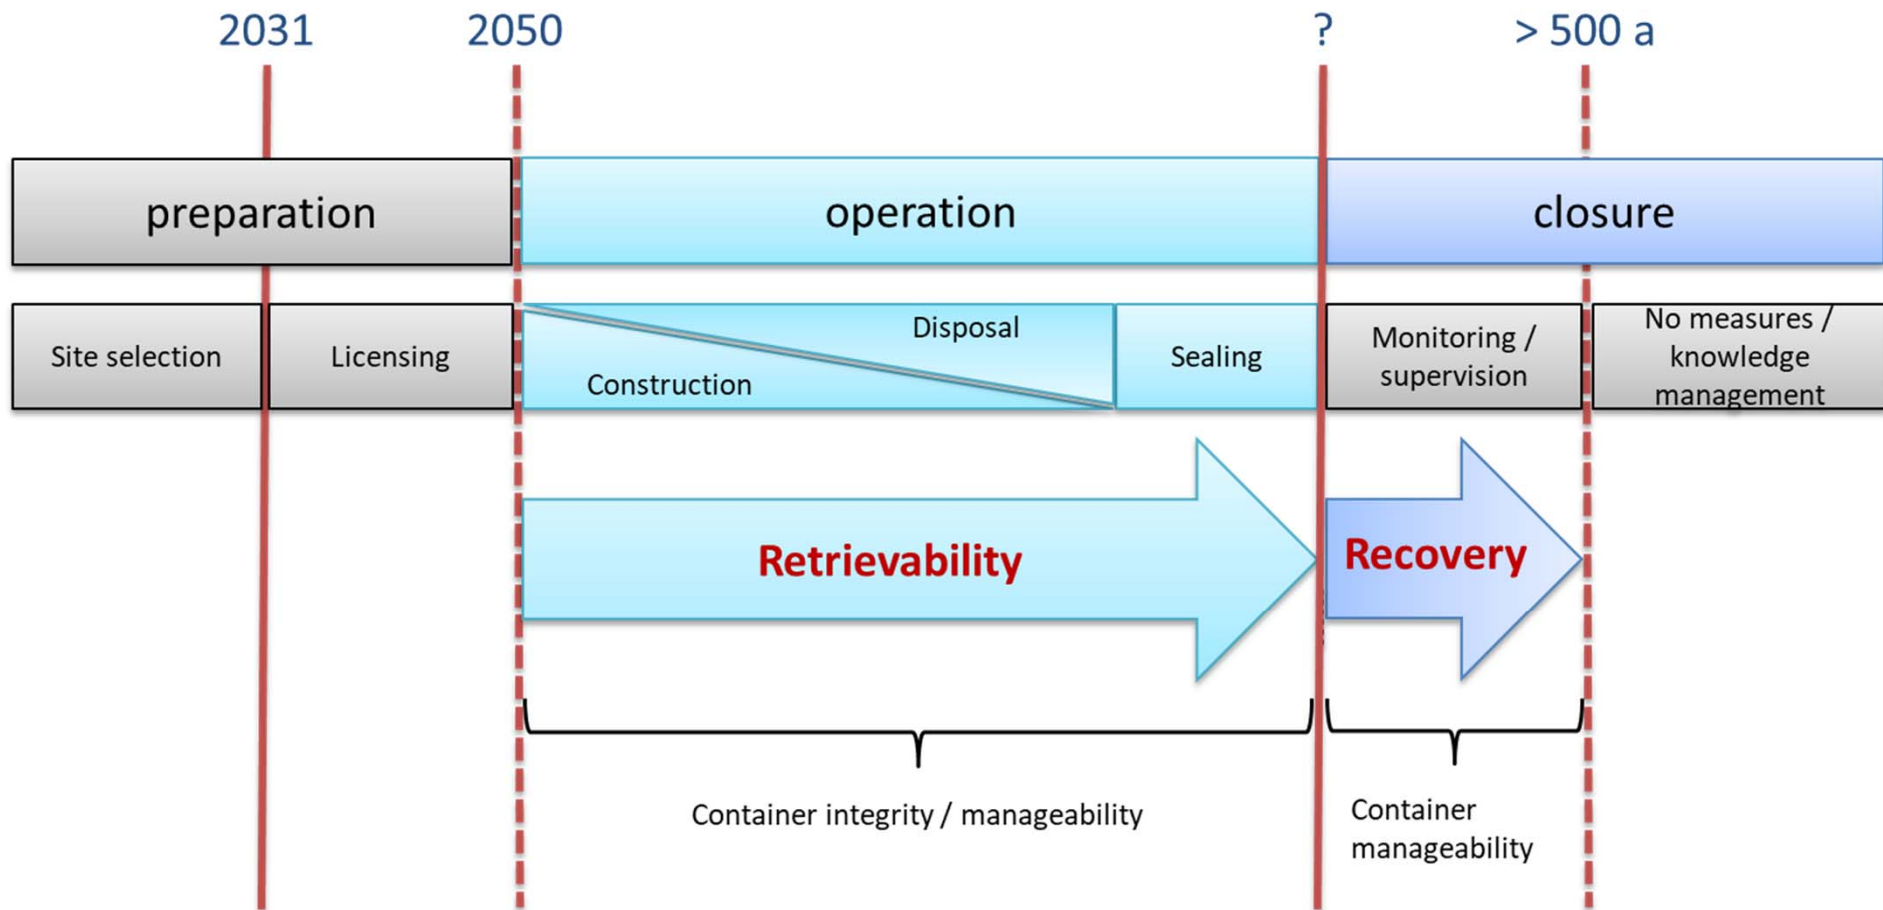 2031
2050
?
> 500 a
preparation
operation
closure
Site selection
Licensing
Construction
Disposal
Sealing
Monitoring /
supervision
No measures /
knowledge
management
Retrievability
Recovery
Container integrity / manageability
Container
manageability